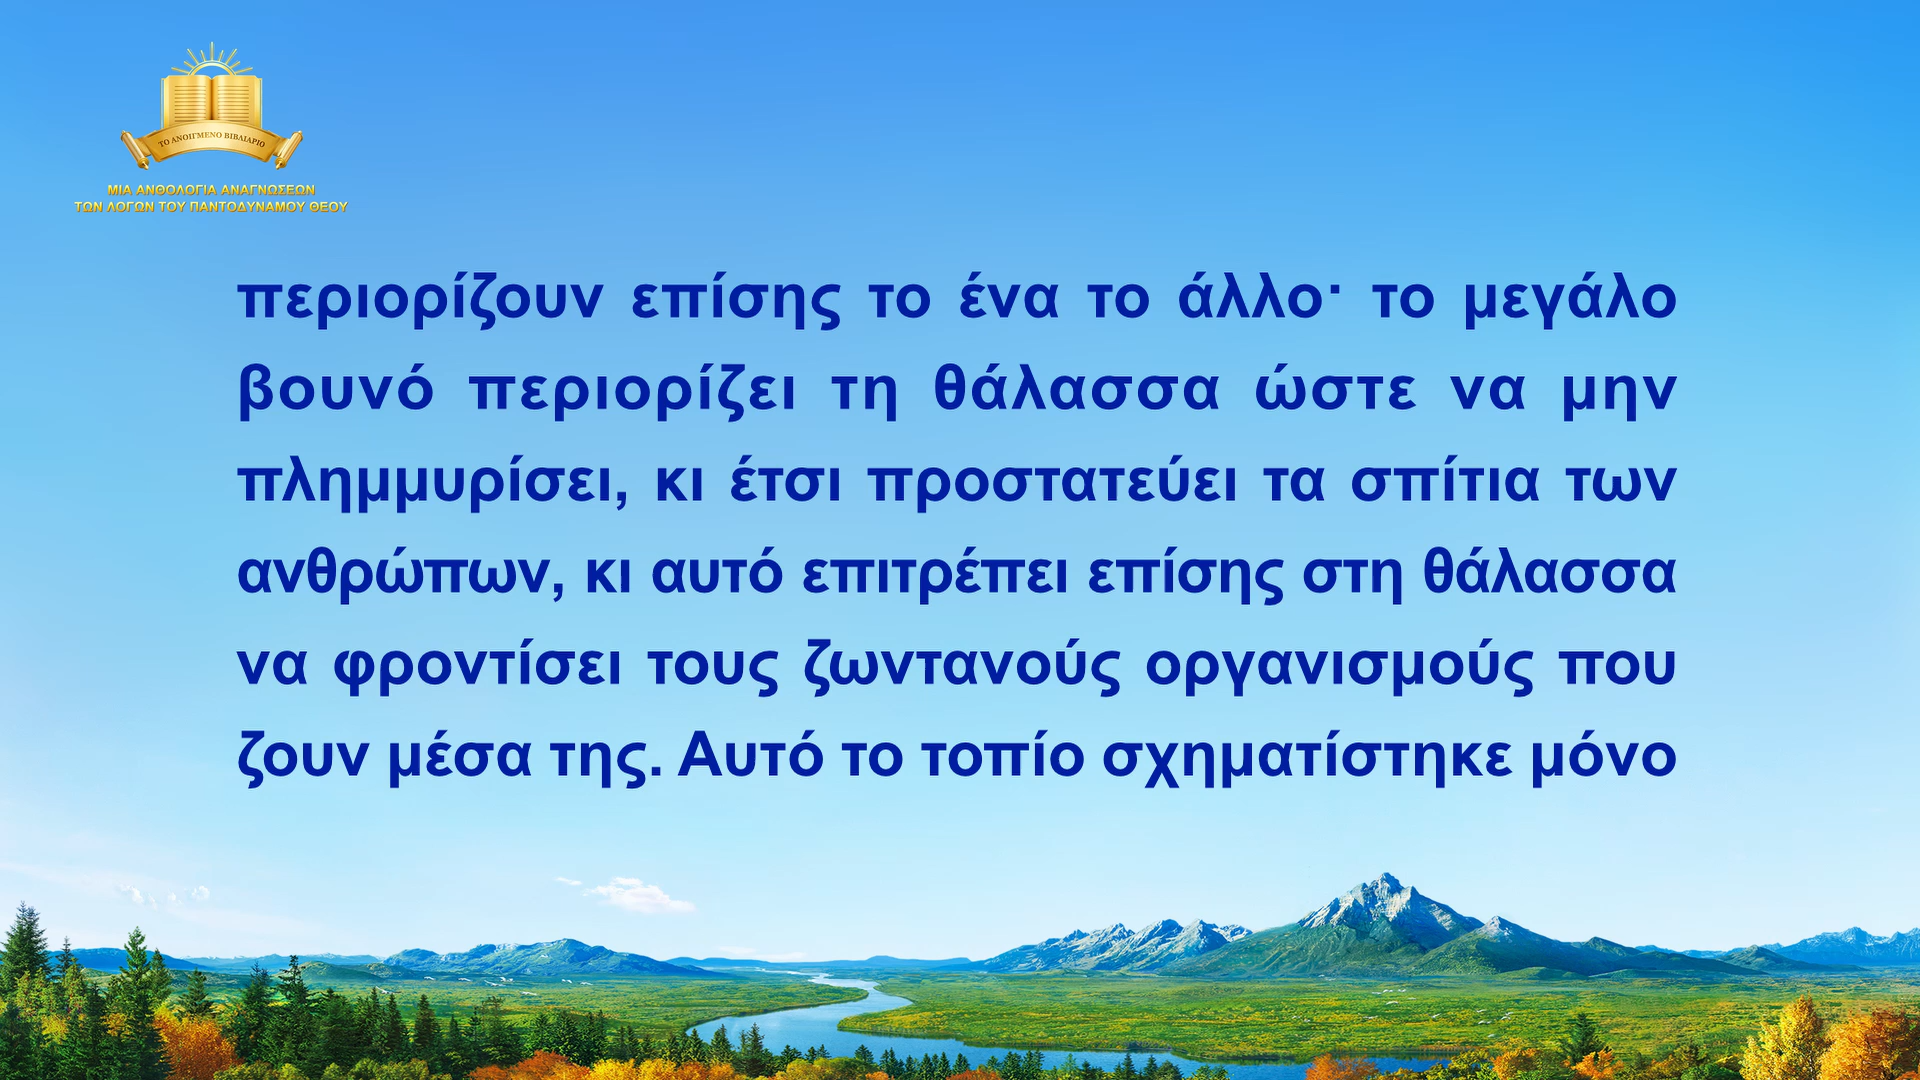 ΤΟ ΑΝΟΙΓΜΕΝΟ ΒΙΒΛΙΑΡΙΟ
ΜΙΑ ΑΝΘΟΛΟΓΙΑ ΑΝΑΓΝΩΣΕΩΝ
ΤΩΝ ΛΟΓΩΝ ΤΟΥ ΠΑΝΤΟΔΥΝΑΜΟΥ ΘΕΟΥ
περιορίζουν επίσης το ένα το άλλο· το μεγάλο
βουνό περιορίζει τη θάλασσα ώστε να μην
πλημμυρίσει, κι έτσι προστατεύει τα σπίτια των
ανθρώπων, κι αυτό επιτρέπει επίσης στη θάλασσα
να φροντίσει τους ζωντανούς οργανισμούς που
ζουν μέσα της. Αυτό το τοπίο σχηματίστηκε μόνο